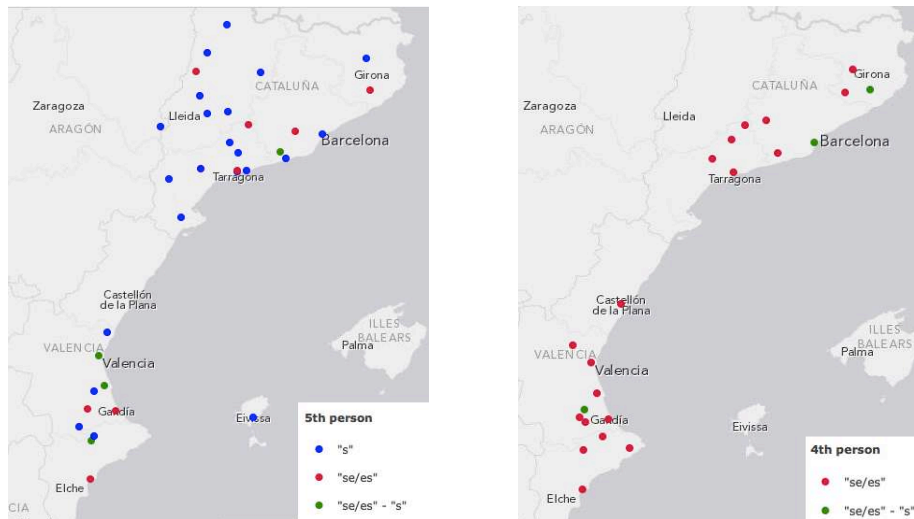 Girona
CATALUÑA
Zaragoza
Lleida
ARAGÓN
Barcelona
Tarragona
Castellón
de la Plana
ILLES
BALEARS
VALENCIA
Palma
Valencia
Gandía
Eivissa
5th person
"s"
"se/es"
"se/es" - "s"
Elche
CIA
Girona
CATALUÑA
Zaragoza
Lleida
ARAGÓN
Barcelona
Tarragona
Castellón
de la Plana
ILLES
BALEARS
VALENCIA
Palma
Valencia
Gandía
Eivissa
4th person
"se/es"
"se/es" - "s"
Elche